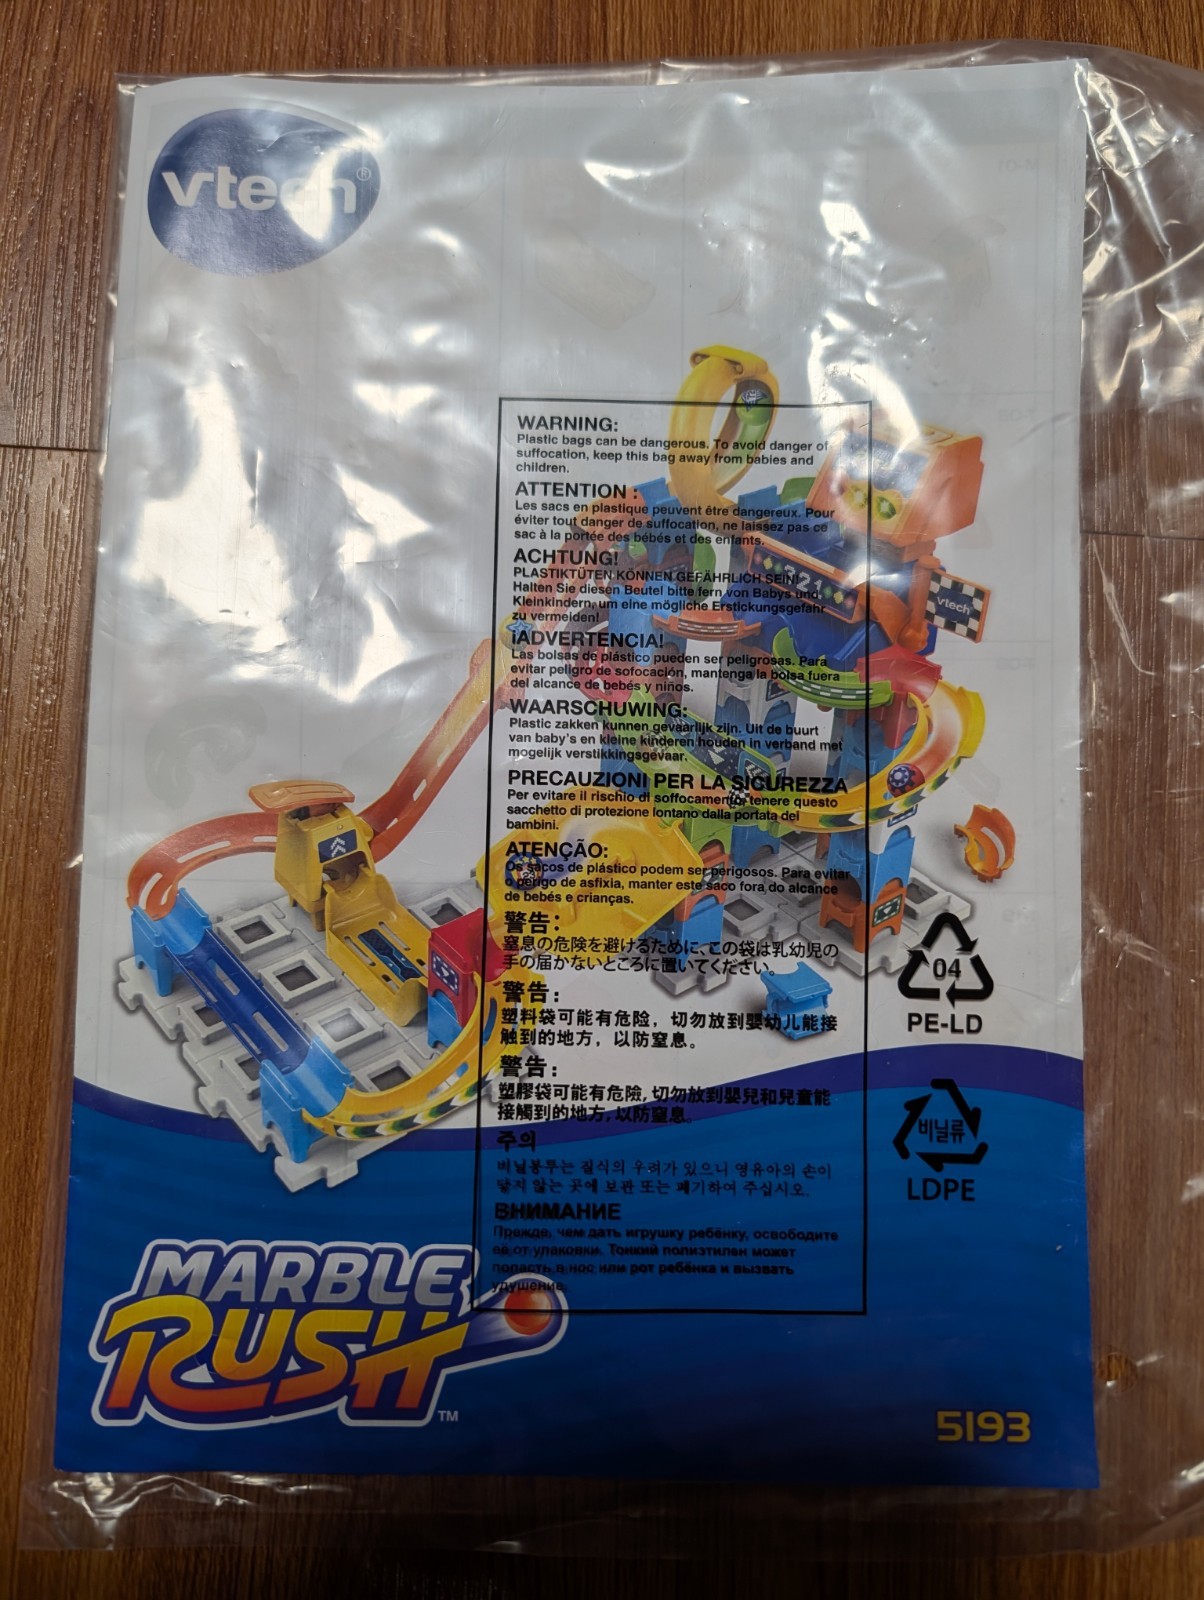 vtech®
WARNING:
Plastic bags can be dangerous. To avoid danger of
suffocation, keep this bag away from babies and
children.
ATTENTION :
Les sacs en plastique peuvent être dangereux. Pour
éviter tout danger de suffocation, ne laissez pas ce
sac à la portée des bébés et des enfants.
ACHTUNG!
PLASTIKTÜTEN KÖNNEN GEFÄHRLICH SEIN!
Halten Sie diesen Beutel bitte fern von Babys und
Kleinkindern, um eine mögliche Erstickungsgefahr
zu vermeiden!
¡ADVERTENCIA!
Las bolsas de plástico pueden ser peligrosas. Para
evitar peligro de sofocación, mantenga la bolsa fuera
del alcance de bebés y niños.
WAARSCHUWING:
Plastic zakken kunnen gevaarlijk zijn. Uit de buurt
van baby's en kleine kinderen houden in verband met
mogelijk verstikkingsgevaar.
PRECAUZIONI PER LA SICUREZZA
Per evitare il rischio di soffocamento, tenere questo
sacchetto di protezione lontano dalla portata dei
bambini.
ATENÇÃO:
Os sacos de plástico podem ser perigosos. Para evitar
o perigo de asfixia, manter este saco fora do alcance
de bebés e crianças.
警告:
窒息の危険を避けるために、この袋は乳幼児の
手の届かないところに置いてください。
警告:
塑料袋可能有危险，切勿放到婴幼儿能接
触到的地方，以防窒息。
警告:
塑膠袋可能有危險，切勿放到嬰兒和兒童能
接觸到的地方，以防窒息。
주의
비닐봉투는 질식의 우려가 있으니 영유아의 손이
닿지 않는 곳에 보관 또는 폐기하여 주십시오.
ВНИМАНИЕ
Прежде, чем дать игрушку ребёнку, освободите
её от упаковки. Тонкий полиэтилен может
попасть в нос или рот ребёнка и вызвать
удушение.
321
vtech
04
PE-LD
비닐류
LDPE
MARBLE
RUSH™
5193